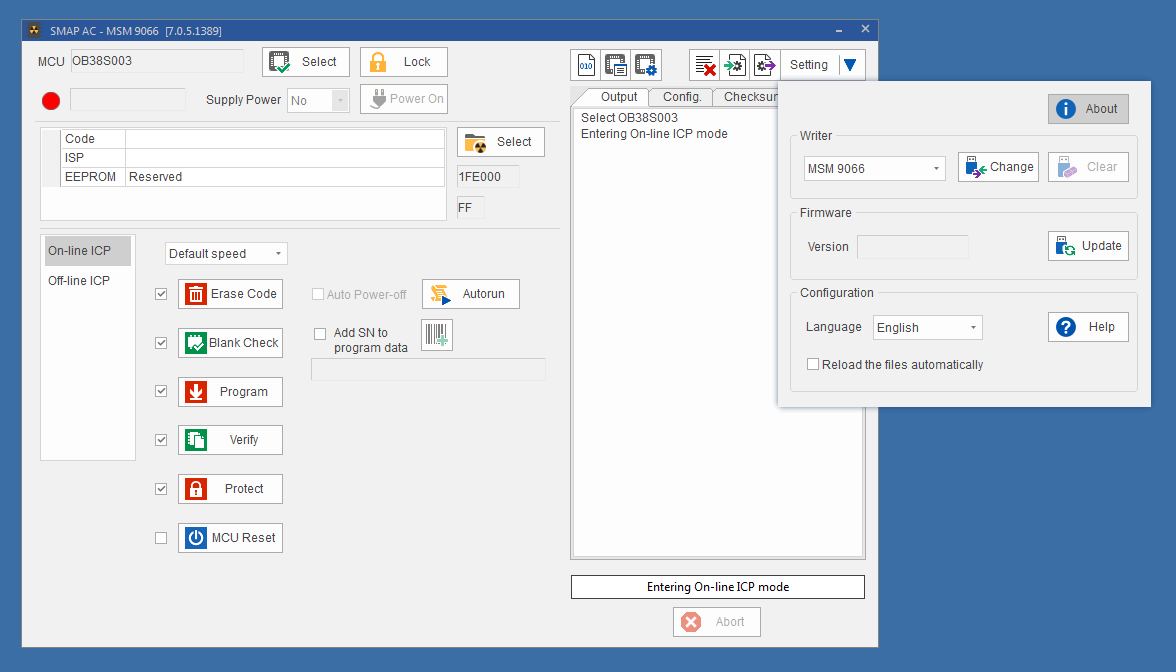 SMAP AC - MSM 9066 [7.0.5.1389]
MCU
OB38S003
Select
Lock
010
Setting
Supply Power
No
Power On
Output
Config.
Checksum
Select OB38S003
Entering On-line ICP mode
Code
ISP
EEPROM
Reserved
Select
1FE000
FF
About
Writer
MSM 9066
Change
Clear
Firmware
Version
Update
Configuration
Language
English
Help
Reload the files automatically
On-line ICP
Off-line ICP
Default speed
Erase Code
Auto Power-off
Autorun
Blank Check
Add SN to
program data
Program
Verify
Protect
MCU Reset
Entering On-line ICP mode
Abort